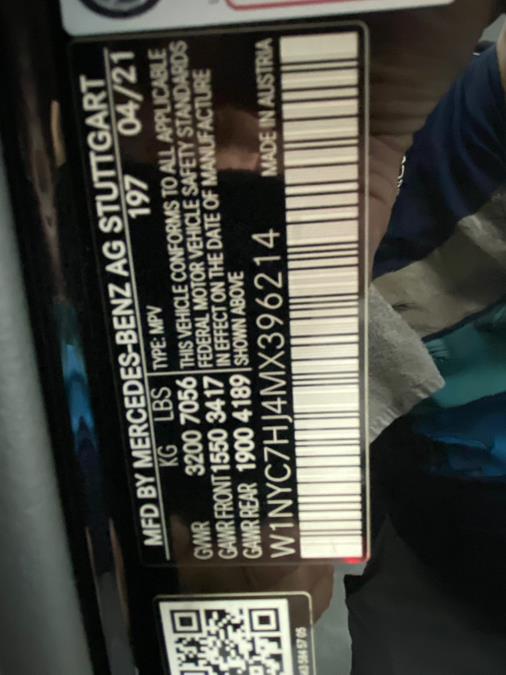 MFD BY MERCEDES-BENZ AG STUTTGART
KG LBS
197 04/21
TYPE: MPV
GWR 3200 7056
GAWR FRONT 1550 3417
GAWR REAR 1900 4189
THIS VEHICLE CONFORMS TO ALL APPLICABLE
FEDERAL MOTOR VEHICLE SAFETY STANDARDS
IN EFFECT ON THE DATE OF MANUFACTURE
SHOWN ABOVE
MADE IN AUSTRIA
W1NYC7HJ4MX396214